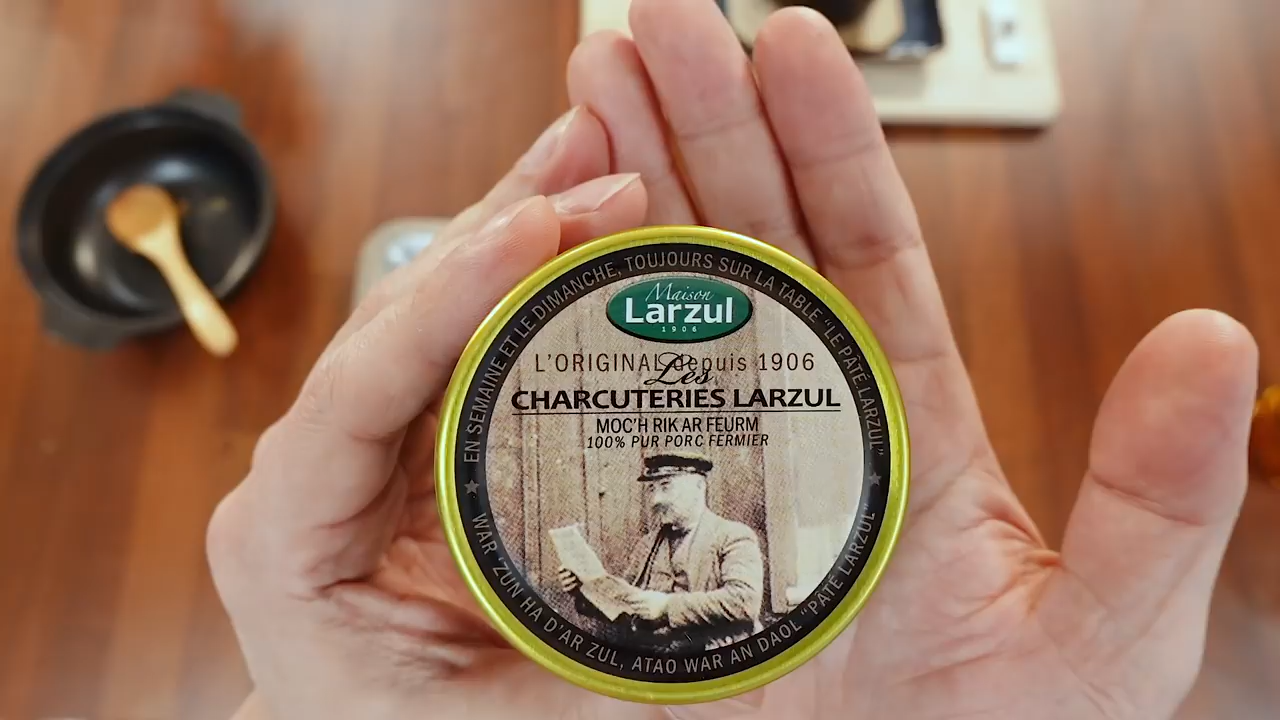 EN SEMAINE ET LE DIMANCHE, TOUJOURS SUR LA TABLE "LE PÂTÉ LARZUL"
Maison
Larzul
1906
L'ORIGINAL depuis 1906
Les
CHARCUTERIES LARZUL
MOC'H RIK AR FEURM
100% PUR PORC FERMIER
WAR 'ZUN HA D'AR ZUL, ATAO WAR AN DAOL "PÂTÉ LARZUL"